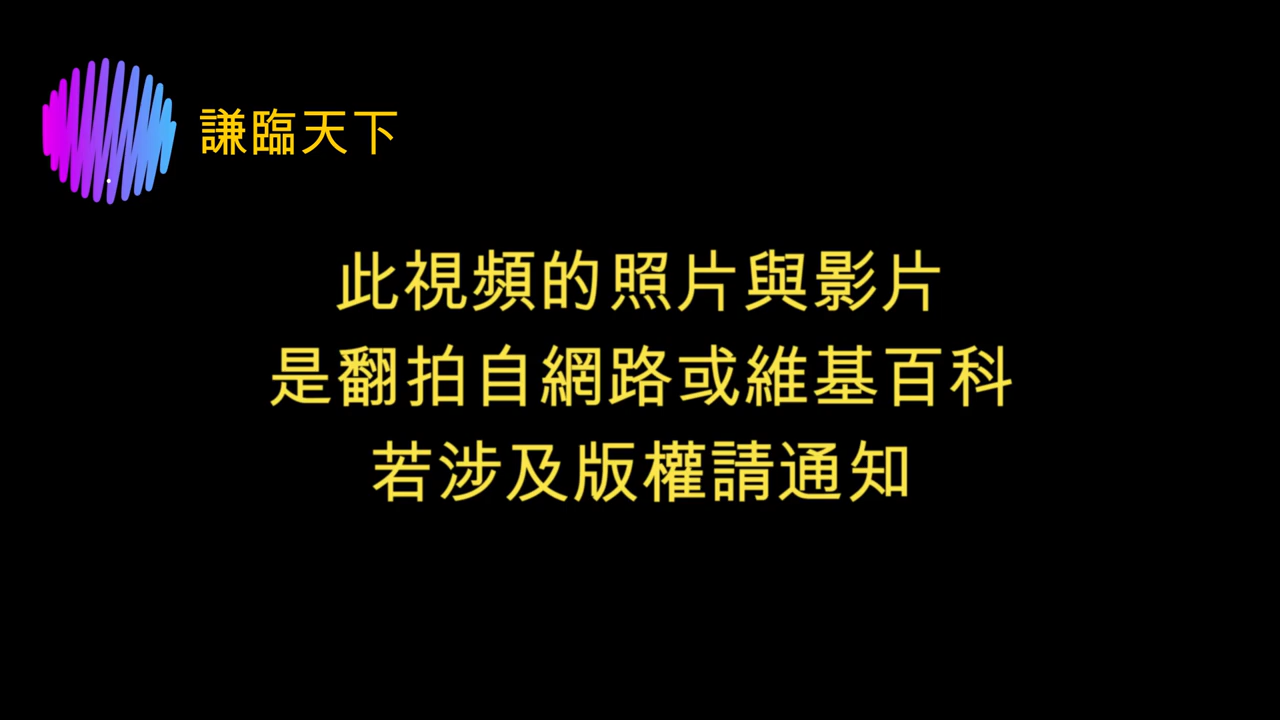 謙臨天下
此視頻的照片與影片
是翻拍自網路或維基百科
若涉及版權請通知